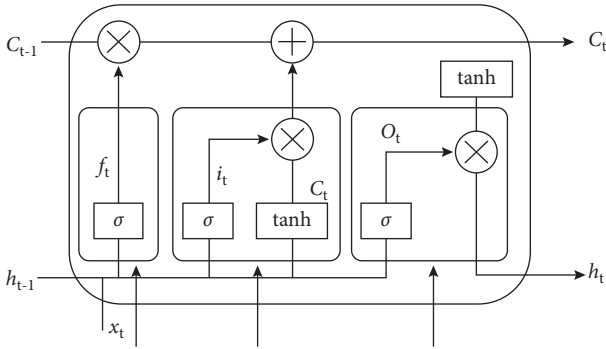 C_{t-1}
C_t
tanh
O_t
f_t
i_t
C_t
σ
σ
tanh
σ
h_{t-1}
h_t
x_t